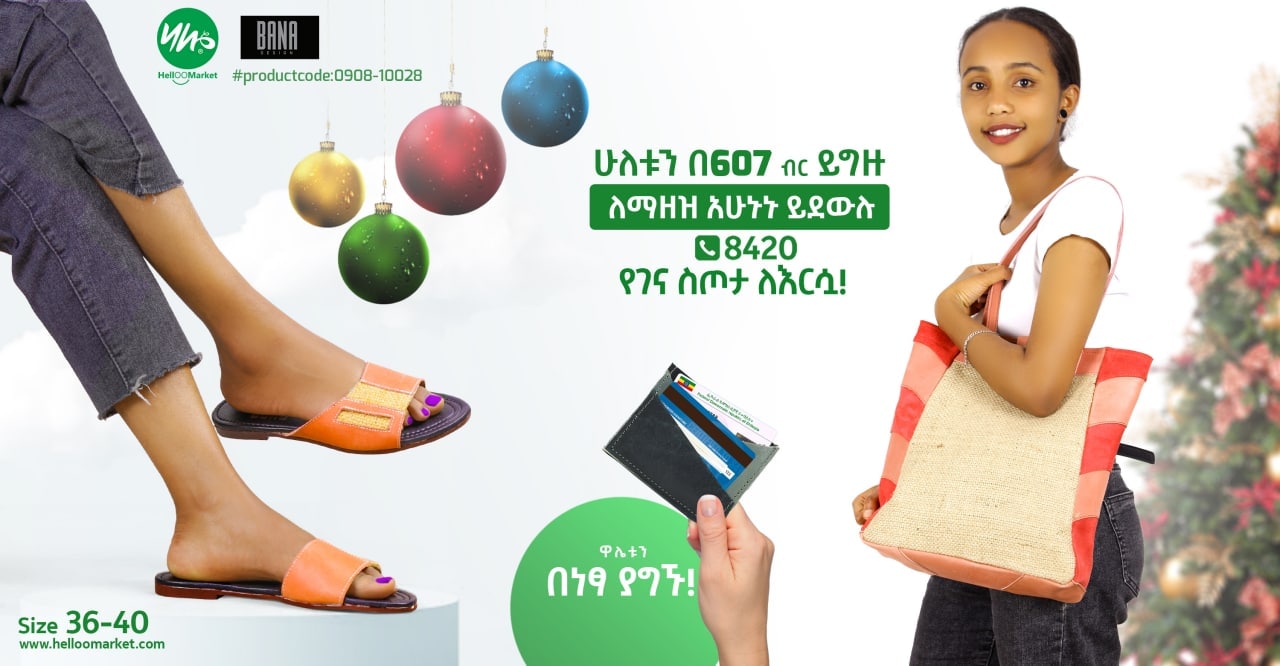 HellOOMarket
BANA
DESIGN
#productcode:0908-10028
ሁለቱን በ607 ብር ይግዙ
ለማዘዝ አሁኑኑ ይደውሉ
8420
የገና ስጦታ ለእርሷ!
ዋሌቱን
በነፃ ያግኙ!
Size 36-40
www.helloomarket.com